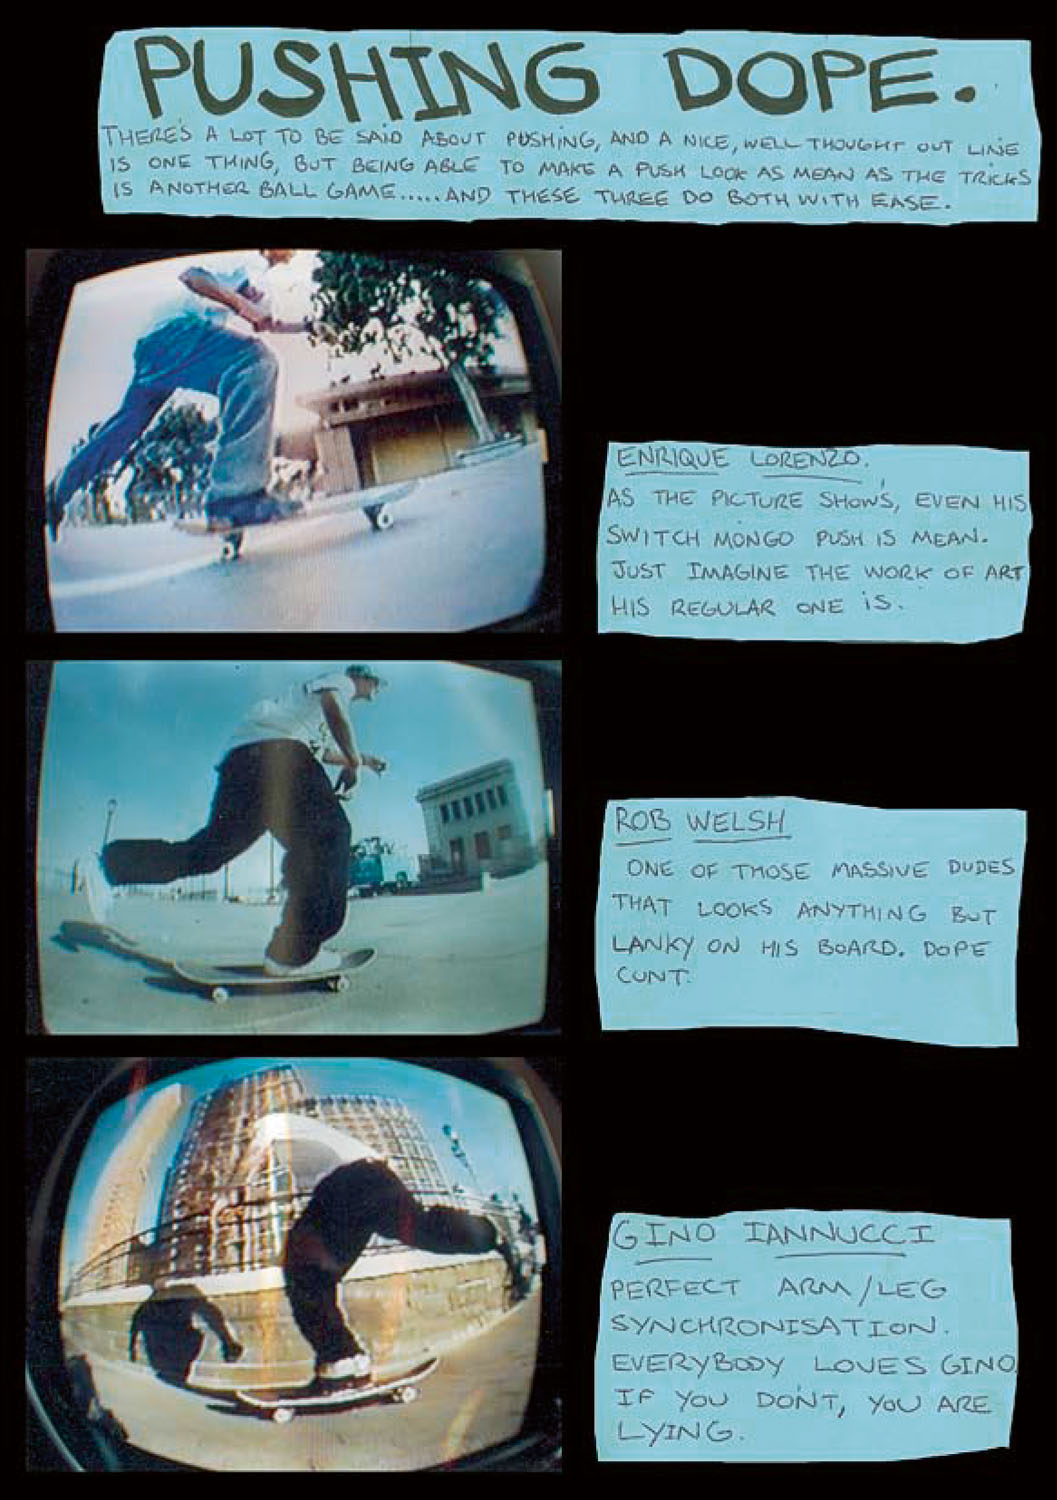 PUSHING DOPE.
THERE'S A LOT TO BE SAID ABOUT PUSHING, AND A NICE, WELL THOUGHT OUT LINE
IS ONE THING, BUT BEING ABLE TO MAKE A PUSH LOOK AS MEAN AS THE TRICKS
IS ANOTHER BALL GAME.....AND THESE THREE DO BOTH WITH EASE.
ENRIQUE LORENZO.
AS THE PICTURE SHOWS, EVEN HIS
SWITCH MONGO PUSH IS MEAN.
JUST IMAGINE THE WORK OF ART
HIS REGULAR ONE IS.
ROB WELSH
ONE OF THOSE MASSIVE DUDES
THAT LOOKS ANYTHING BUT
LANKY ON HIS BOARD. DOPE
CUNT.
GINO IANNUCCI
PERFECT ARM/LEG
SYNCHRONISATION.
EVERYBODY LOVES GINO
IF YOU DON'T, YOU ARE
LYING.